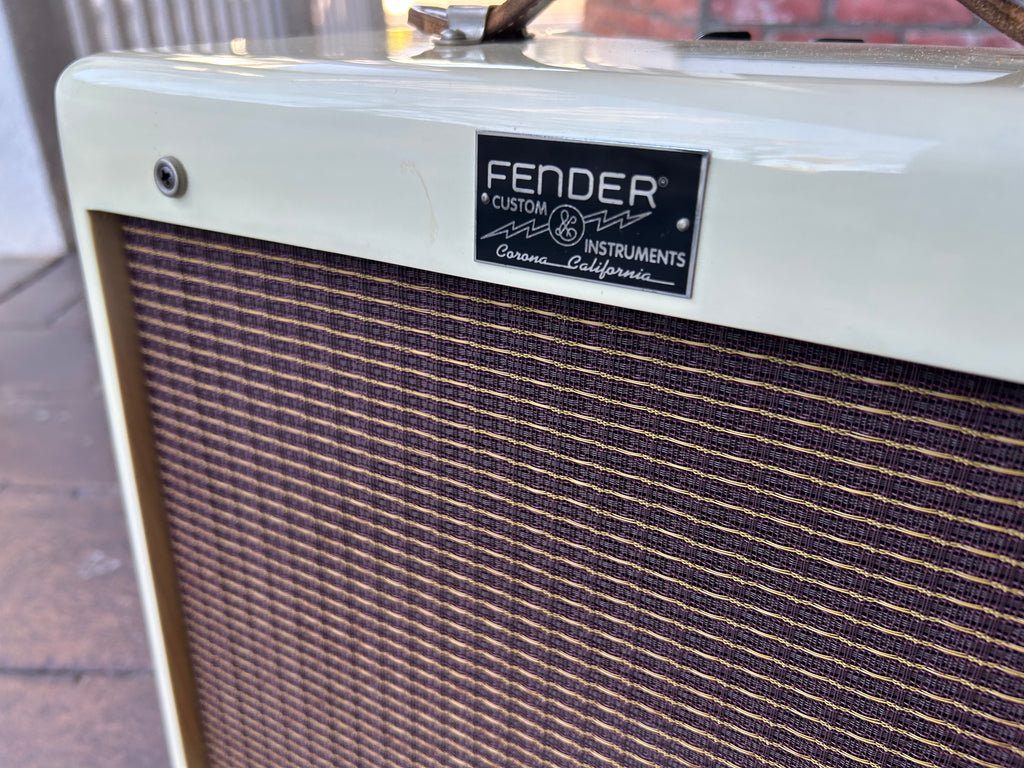 FENDER®
CUSTOM
INSTRUMENTS
Corona California